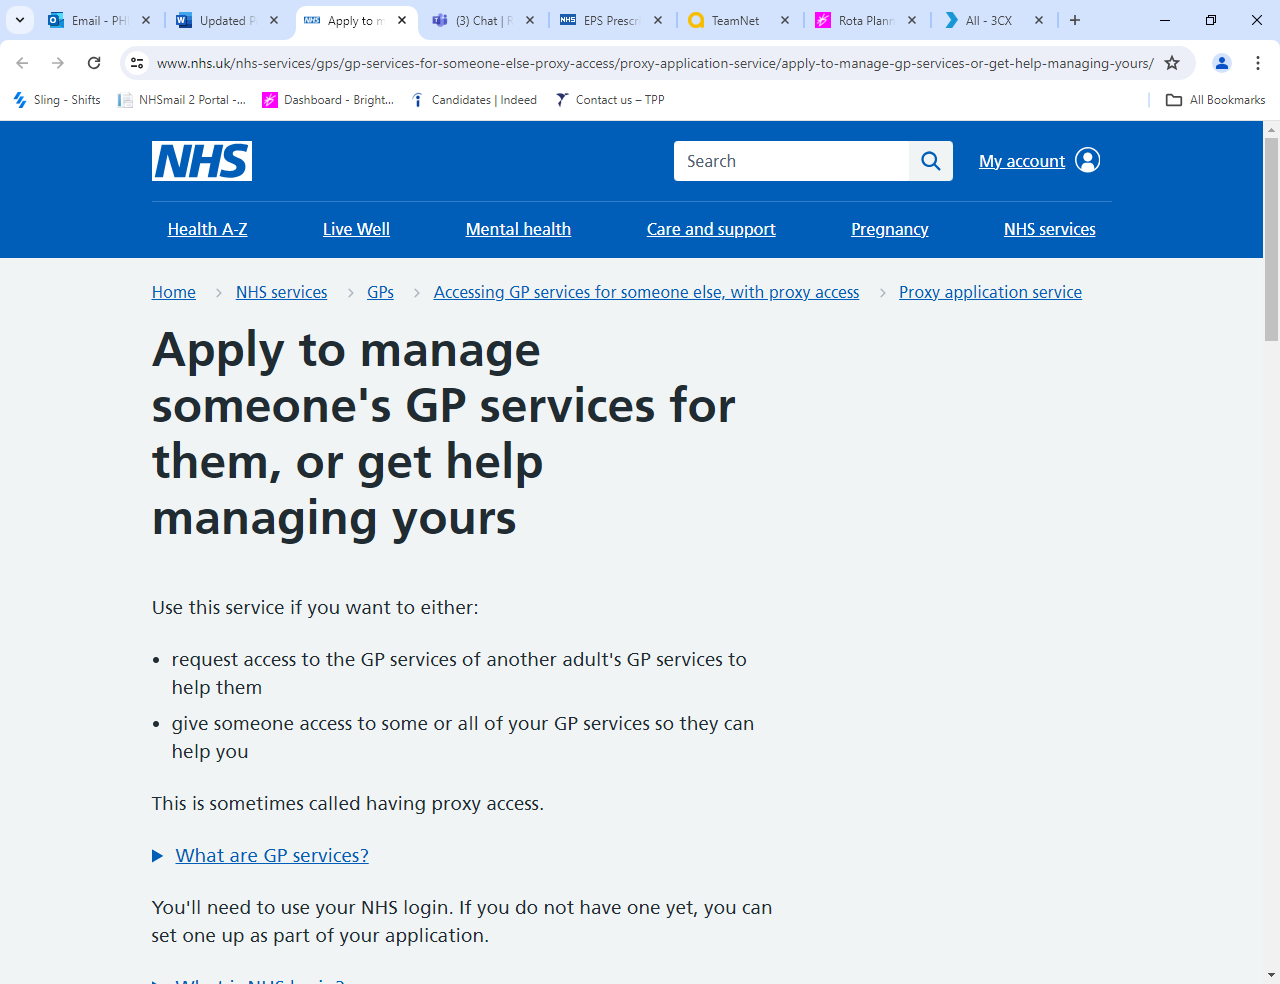 Email - PH
Updated P
Apply to m
(3) Chat | R
EPS Prescri
TeamNet
Rota Plann
All - 3CX
www.nhs.uk/nhs-services/gps/gp-services-for-someone-else-proxy-access/proxy-application-service/apply-to-manage-gp-services-or-get-help-managing-yours/
Sling - Shifts
NHSmail 2 Portal -...
Dashboard - Bright...
Candidates | Indeed
Contact us – TPP
All Bookmarks
NHS
Search
My account
Health A-Z
Live Well
Mental health
Care and support
Pregnancy
NHS services
Home
NHS services
GPs
Accessing GP services for someone else, with proxy access
Proxy application service
Apply to manage
someone's GP services for
them, or get help
managing yours
Use this service if you want to either:
• request access to the GP services of another adult's GP services to
help them
• give someone access to some or all of your GP services so they can
help you
This is sometimes called having proxy access.
What are GP services?
You'll need to use your NHS login. If you do not have one yet, you can
set one up as part of your application.
What is NHS login?